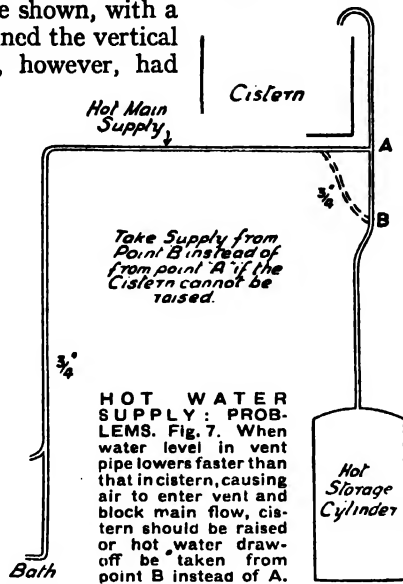 e shown, with a
ned the vertical
, however, had
Cistern
Hot Main
Supply
A
3/4"
B
Take Supply from
Point B instead of
from point "A" if the
Cistern cannot be
raised.
3/4"
HOT WATER
SUPPLY: PROB-
LEMS. Fig. 7. When
water level in vent
pipe lowers faster than
that in cistern, causing
air to enter vent and
block main flow, cis-
tern should be raised
or hot water draw-
off be taken from
point B instead of A.
Hot
Storage
Cylinder
Bath